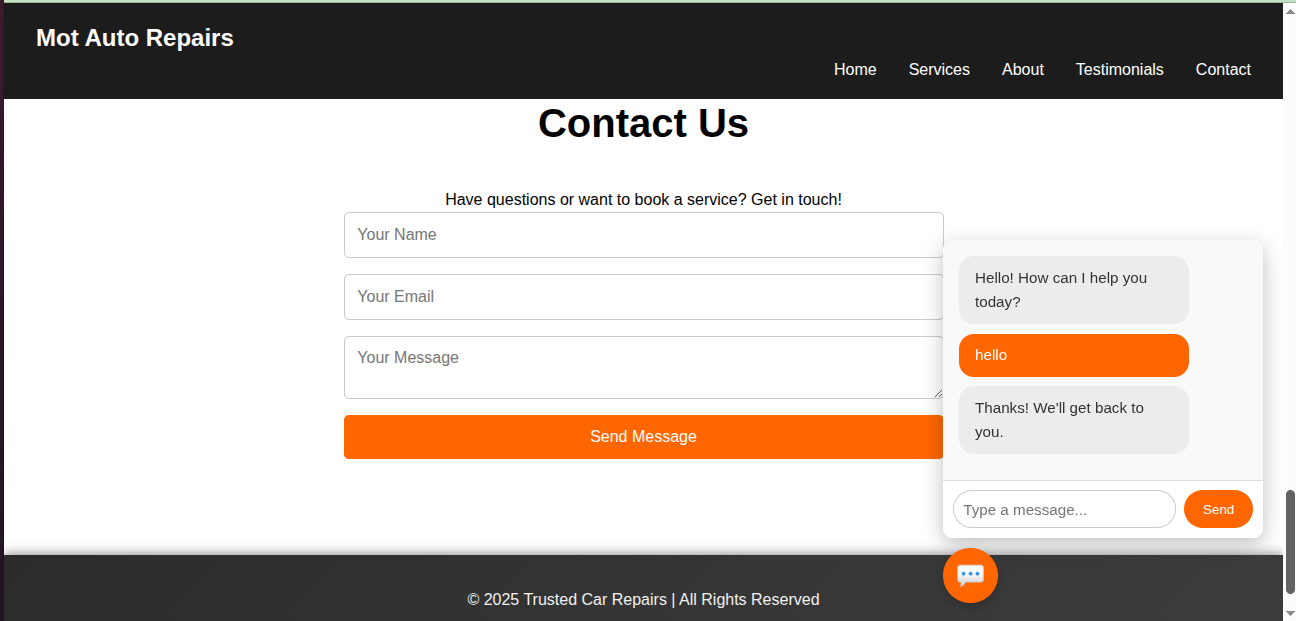 Mot Auto Repairs
Home Services About Testimonials Contact
Contact Us
Have questions or want to book a service? Get in touch!
Your Name
Your Email
Your Message
Send Message
Hello! How can I help you
today?
hello
Thanks! We'll get back to
you.
Type a message...
Send
© 2025 Trusted Car Repairs | All Rights Reserved